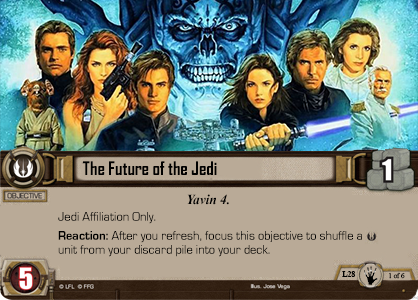 The Future of the Jedi
1
OBJECTIVE
Yavin 4.
Jedi Affiliation Only.
Reaction: After you refresh, focus this objective to shuffle a
unit from your discard pile into your deck.
5
© LFL © FFG
Illus. Jose Vega
L28
1 of 6